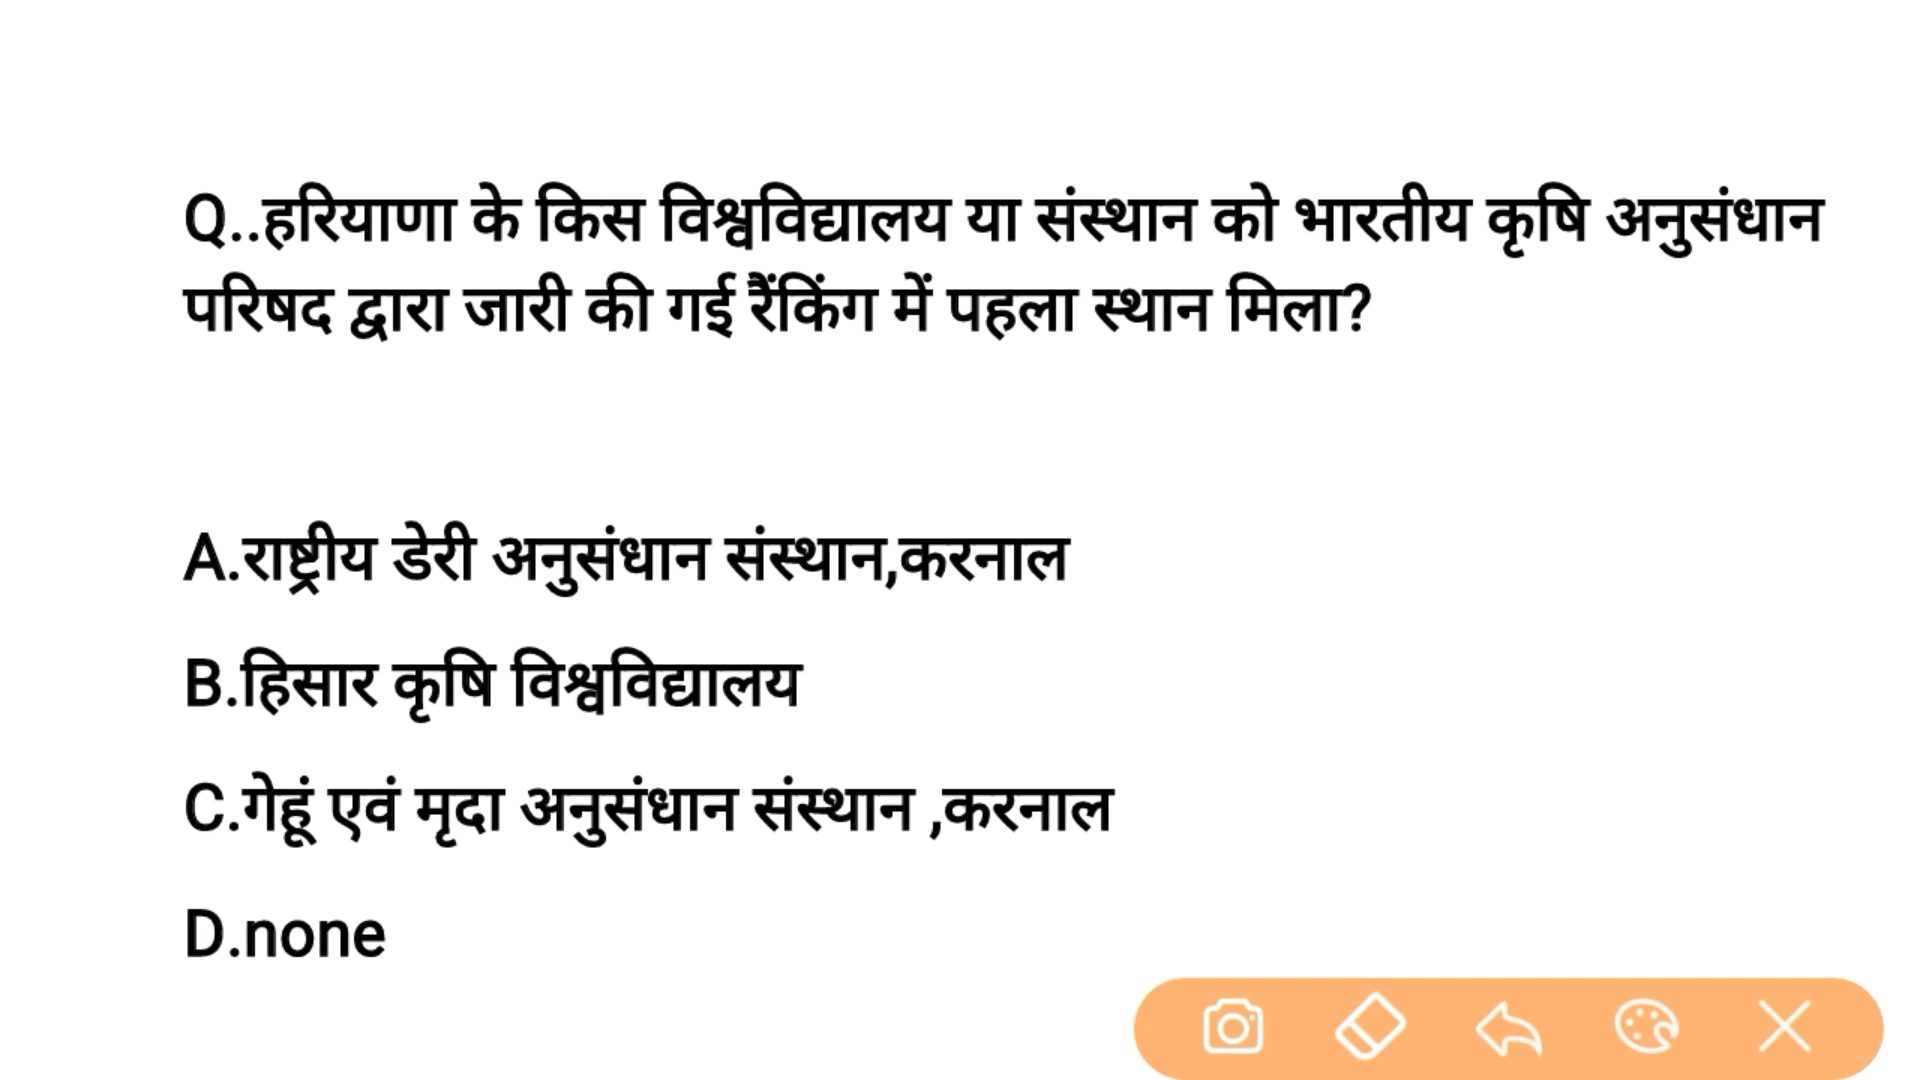 Q..हरियाणा के किस विश्वविद्यालय या संस्थान को भारतीय कृषि अनुसंधान
परिषद द्वारा जारी की गई रैंकिंग में पहला स्थान मिला?
A.राष्ट्रीय डेरी अनुसंधान संस्थान,करनाल
B.हिसार कृषि विश्वविद्यालय
C.गेहूं एवं मृदा अनुसंधान संस्थान ,करनाल
D.none